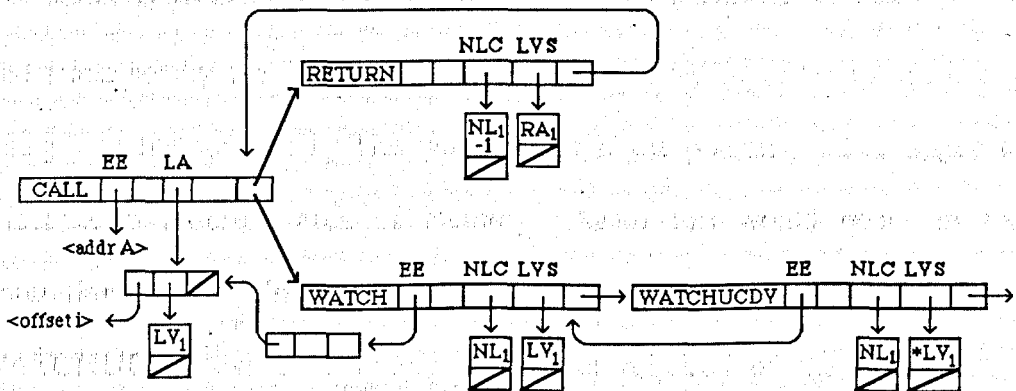 NLC LVS
RETURN
NL1 -1
RA1
EE LA
CALL
<addr A>
<offset i>
LV1
EE NLC LVS
WATCH
NL1
LV1
EE NLC LVS
WATCHUCDV
NL1
*LV1